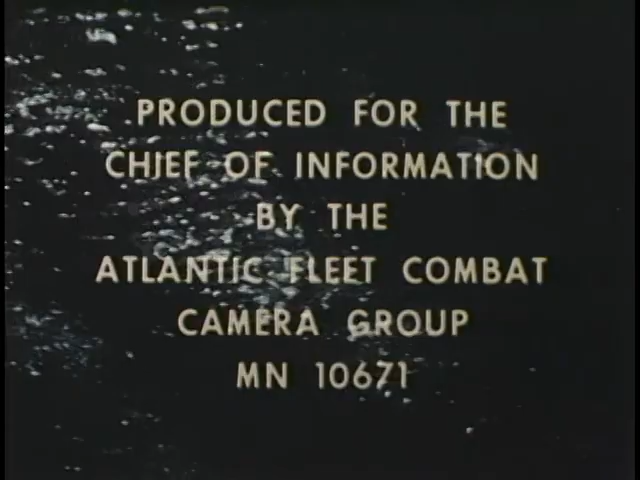 PRODUCED FOR THE
CHIEF OF INFORMATION
BY THE
ATLANTIC FLEET COMBAT
CAMERA GROUP
MN 10671